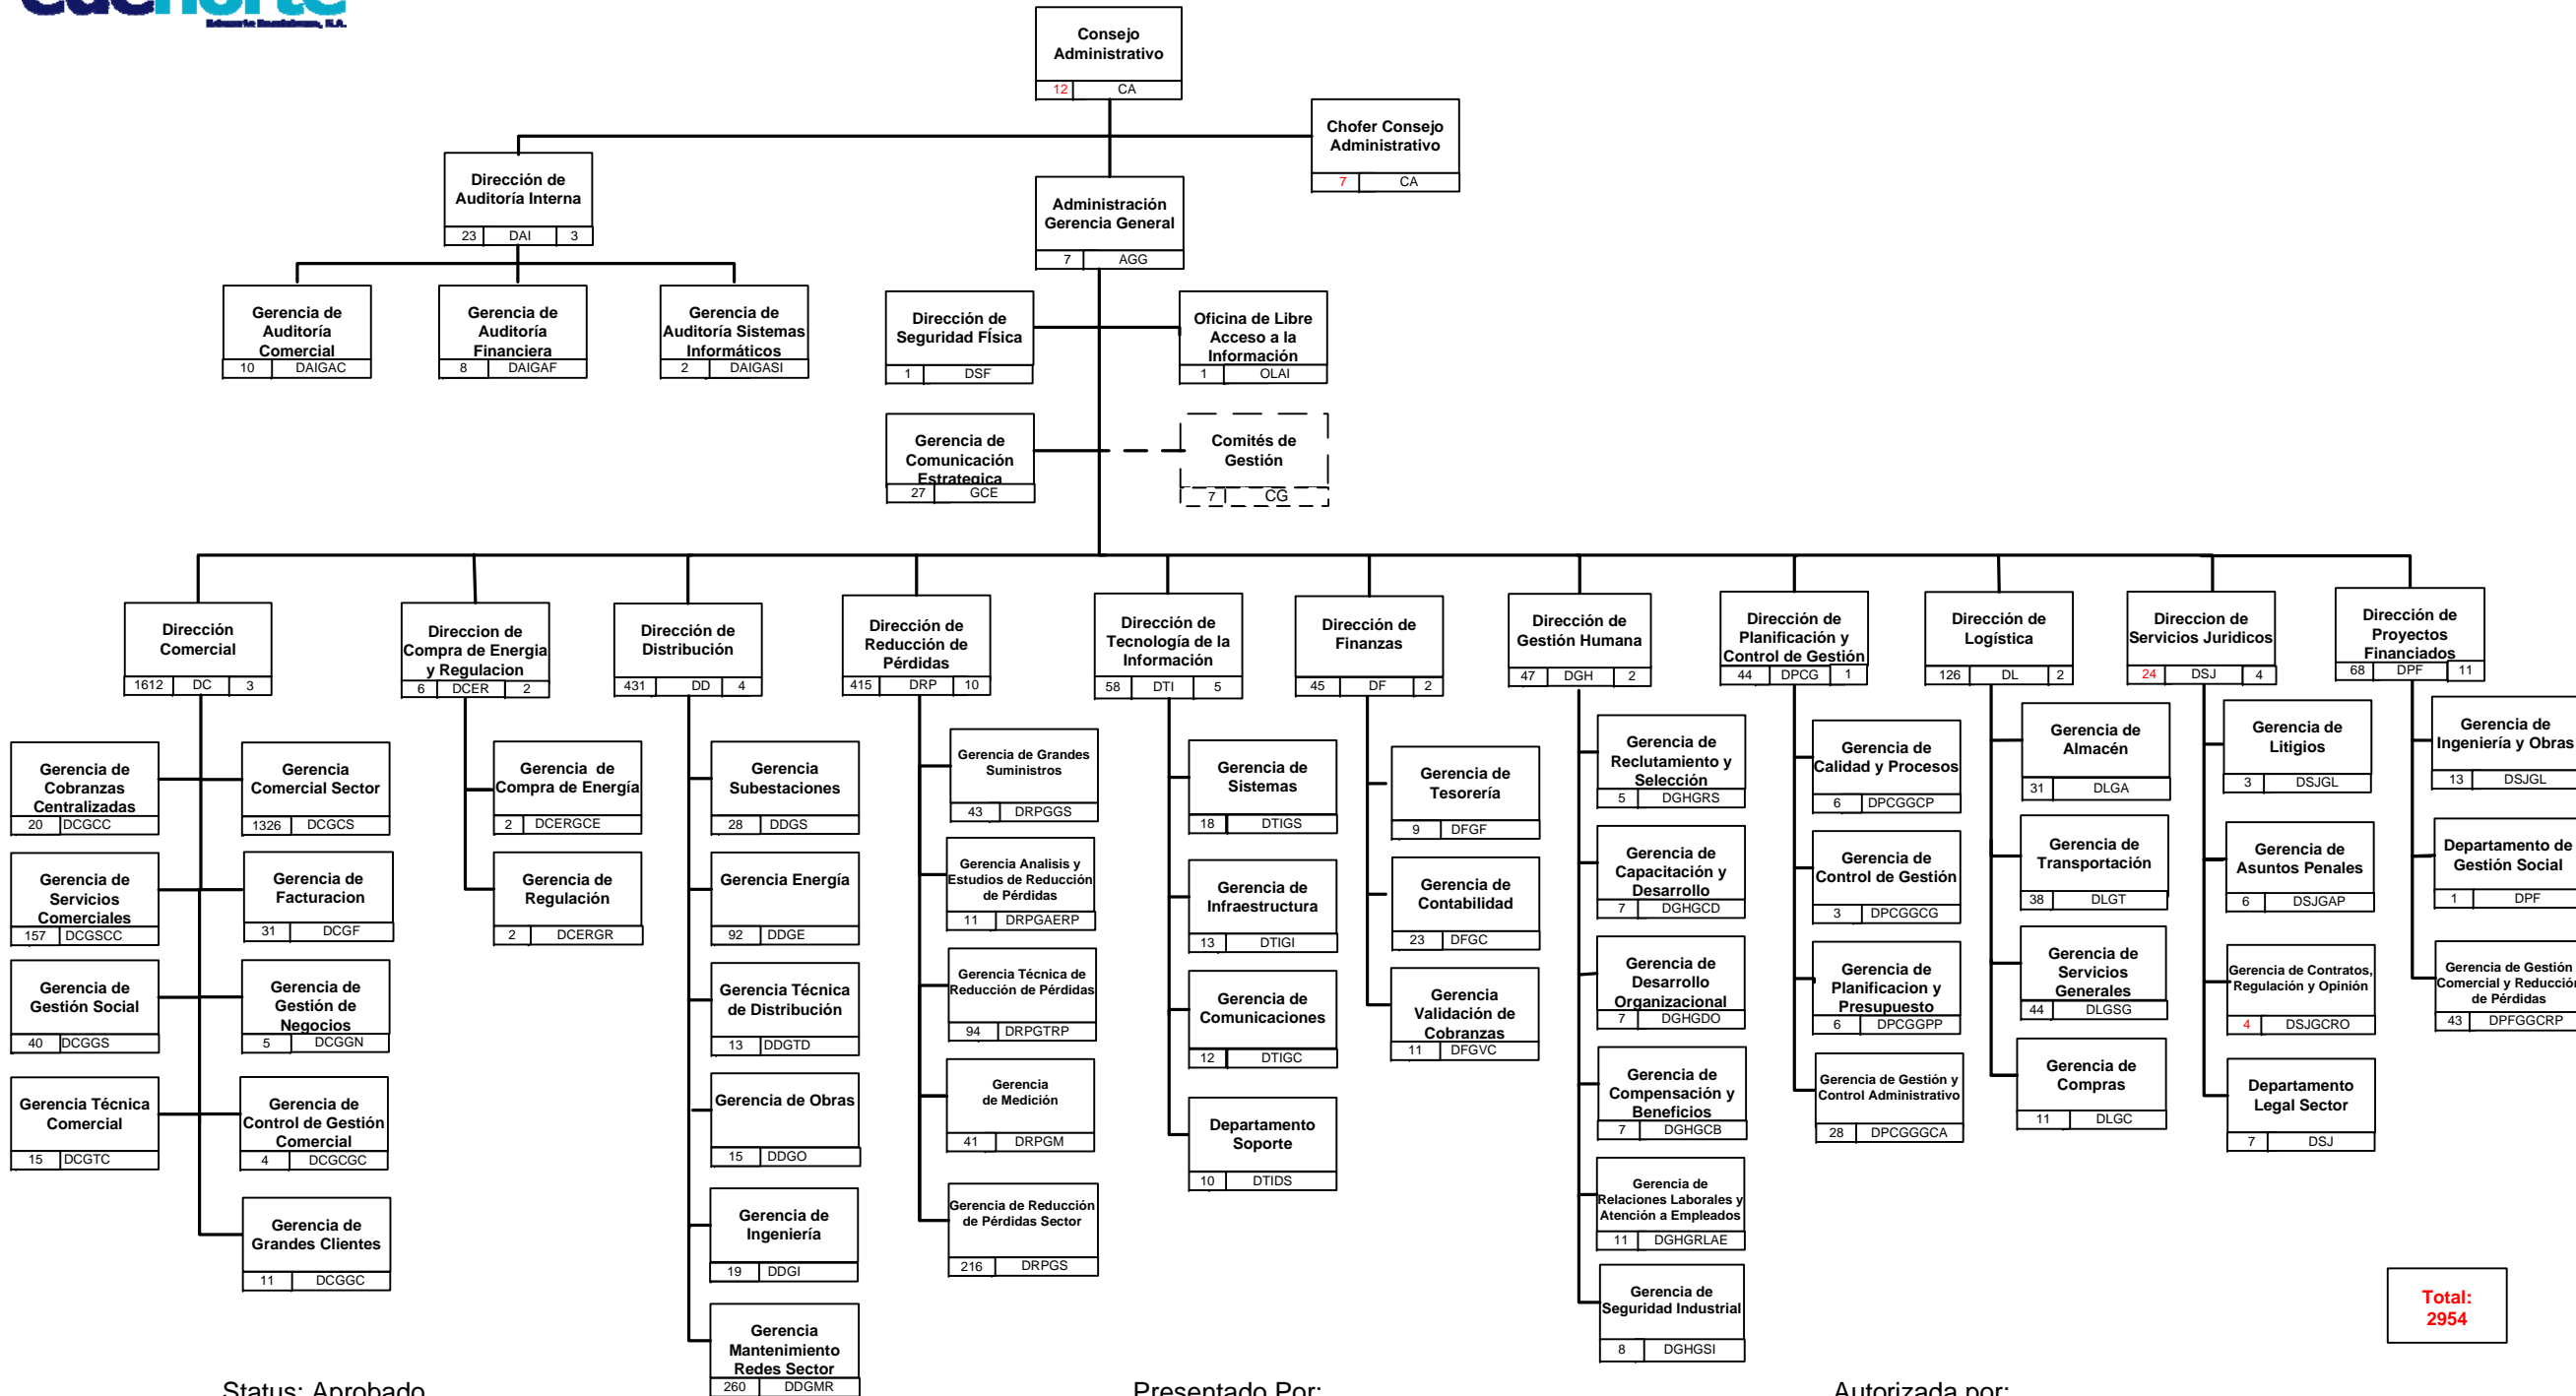 edenorte
Consejo
Administrativo
12 CA
Chofer Consejo
Administrativo
7 CA
Dirección de
Auditoría Interna
23 DAI 3
Administración
Gerencia General
7 AGG
Gerencia de
Auditoría
Comercial
10 DAIGAC
Gerencia de
Auditoría
Financiera
8 DAIGAF
Gerencia de
Auditoría Sistemas
Informáticos
2 DAIGASI
Dirección de
Seguridad FÍsica
1 DSF
Oficina de Libre
Acceso a la
Información
1 OLAI
Gerencia de
Comunicación
Estrategica
27 GCE
Comités de
Gestión
7 CG
Dirección
Comercial
1612 DC 3
Direccion de
Compra de Energia
y Regulacion
6 DCER 2
Dirección de
Distribución
431 DD 4
Dirección de
Reducción de
Pérdidas
415 DRP 10
Dirección de
Tecnología de la
Información
58 DTI 5
Dirección de
Finanzas
45 DF 2
Dirección de
Gestión Humana
47 DGH 2
Dirección de
Planificación y
Control de Gestión
44 DPCG 1
Dirección de
Logística
126 DL 2
Direccion de
Servicios Juridicos
24 DSJ 4
Dirección de
Proyectos
Financiados
68 DPF 11
Gerencia de
Cobranzas
Centralizadas
20 DCGCC
Gerencia
Comercial Sector
1326 DCGCS
Gerencia de
Servicios
Comerciales
157 DCGSCC
Gerencia de
Facturacion
31 DCGF
Gerencia de
Gestión Social
40 DCGGS
Gerencia de
Gestión de
Negocios
5 DCGGN
Gerencia Técnica
Comercial
15 DCGTC
Gerencia de
Control de Gestión
Comercial
4 DCGCGC
Gerencia de
Grandes Clientes
11 DCGGC
Gerencia de
Compra de Energía
2 DCERGCE
Gerencia de
Regulación
2 DCERGR
Gerencia
Subestaciones
28 DDGS
Gerencia Energía
92 DDGE
Gerencia Técnica
de Distribución
13 DDGTD
Gerencia de Obras
15 DDGO
Gerencia de
Ingeniería
19 DDGI
Gerencia
Mantenimiento
Redes Sector
260 DDGMR
Gerencia de Grandes
Suministros
43 DRPGGS
Gerencia Analisis y
Estudios de Reducción
de Pérdidas
11 DRPGAERP
Gerencia Técnica de
Reducción de Pérdidas
94 DRPGTRP
Gerencia
de Medición
41 DRPGM
Gerencia de Reducción
de Pérdidas Sector
216 DRPGS
Gerencia de
Sistemas
18 DTIGS
Gerencia de
Infraestructura
13 DTIGI
Gerencia de
Comunicaciones
12 DTIGC
Departamento
Soporte
10 DTIDS
Gerencia de
Tesorería
9 DFGF
Gerencia de
Contabilidad
23 DFGC
Gerencia
Validación de
Cobranzas
11 DFGVC
Gerencia de
Reclutamiento y
Selección
5 DGHGRS
Gerencia de
Capacitación y
Desarrollo
7 DGHGCD
Gerencia de
Desarrollo
Organizacional
7 DGHGDO
Gerencia de
Compensación y
Beneficios
7 DGHGCB
Gerencia de
Relaciones Laborales y
Atención a Empleados
11 DGHGRLAE
Gerencia de
Seguridad Industrial
8 DGHGSI
Gerencia de
Calidad y Procesos
6 DPCGGCP
Gerencia de
Control de Gestión
3 DPCGGCG
Gerencia de
Planificacion y
Presupuesto
6 DPCGGPP
Gerencia de Gestión y
Control Administrativo
28 DPCGGGCA
Gerencia de
Almacén
31 DLGA
Gerencia de
Transportación
38 DLGT
Gerencia de
Servicios
Generales
44 DLGSG
Gerencia de
Compras
11 DLGC
Gerencia de
Litigios
3 DSJGL
Gerencia de
Asuntos Penales
6 DSJGAP
Gerencia de Contratos,
Regulación y Opinión
4 DSJGCRO
Departamento
Legal Sector
7 DSJ
Gerencia de
Ingeniería y Obras
13 DSJGL
Departamento de
Gestión Social
1 DPF
Gerencia de Gestión
Comercial y Reducción
de Pérdidas
43 DPFGGCRP
Total:
2954
Status: Aprobado
Presentado Por:
Autorizada por: